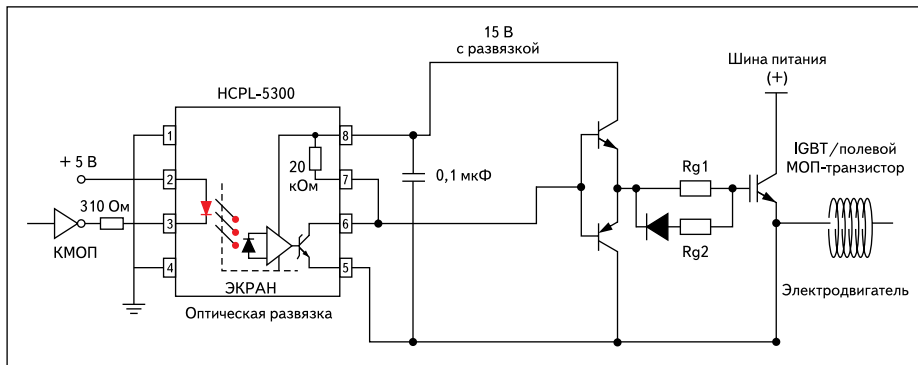 15 В
с развязкой
Шина питания
(+)
HCPL-5300
IGBT/полевой
МОП-транзистор
1
8
20
кОм
+ 5 В
2
7
0,1 мкФ
Rg1
310 Ом
3
6
Rg2
КМОП
4
5
ЭКРАН
Оптическая развязка
Электродвигатель